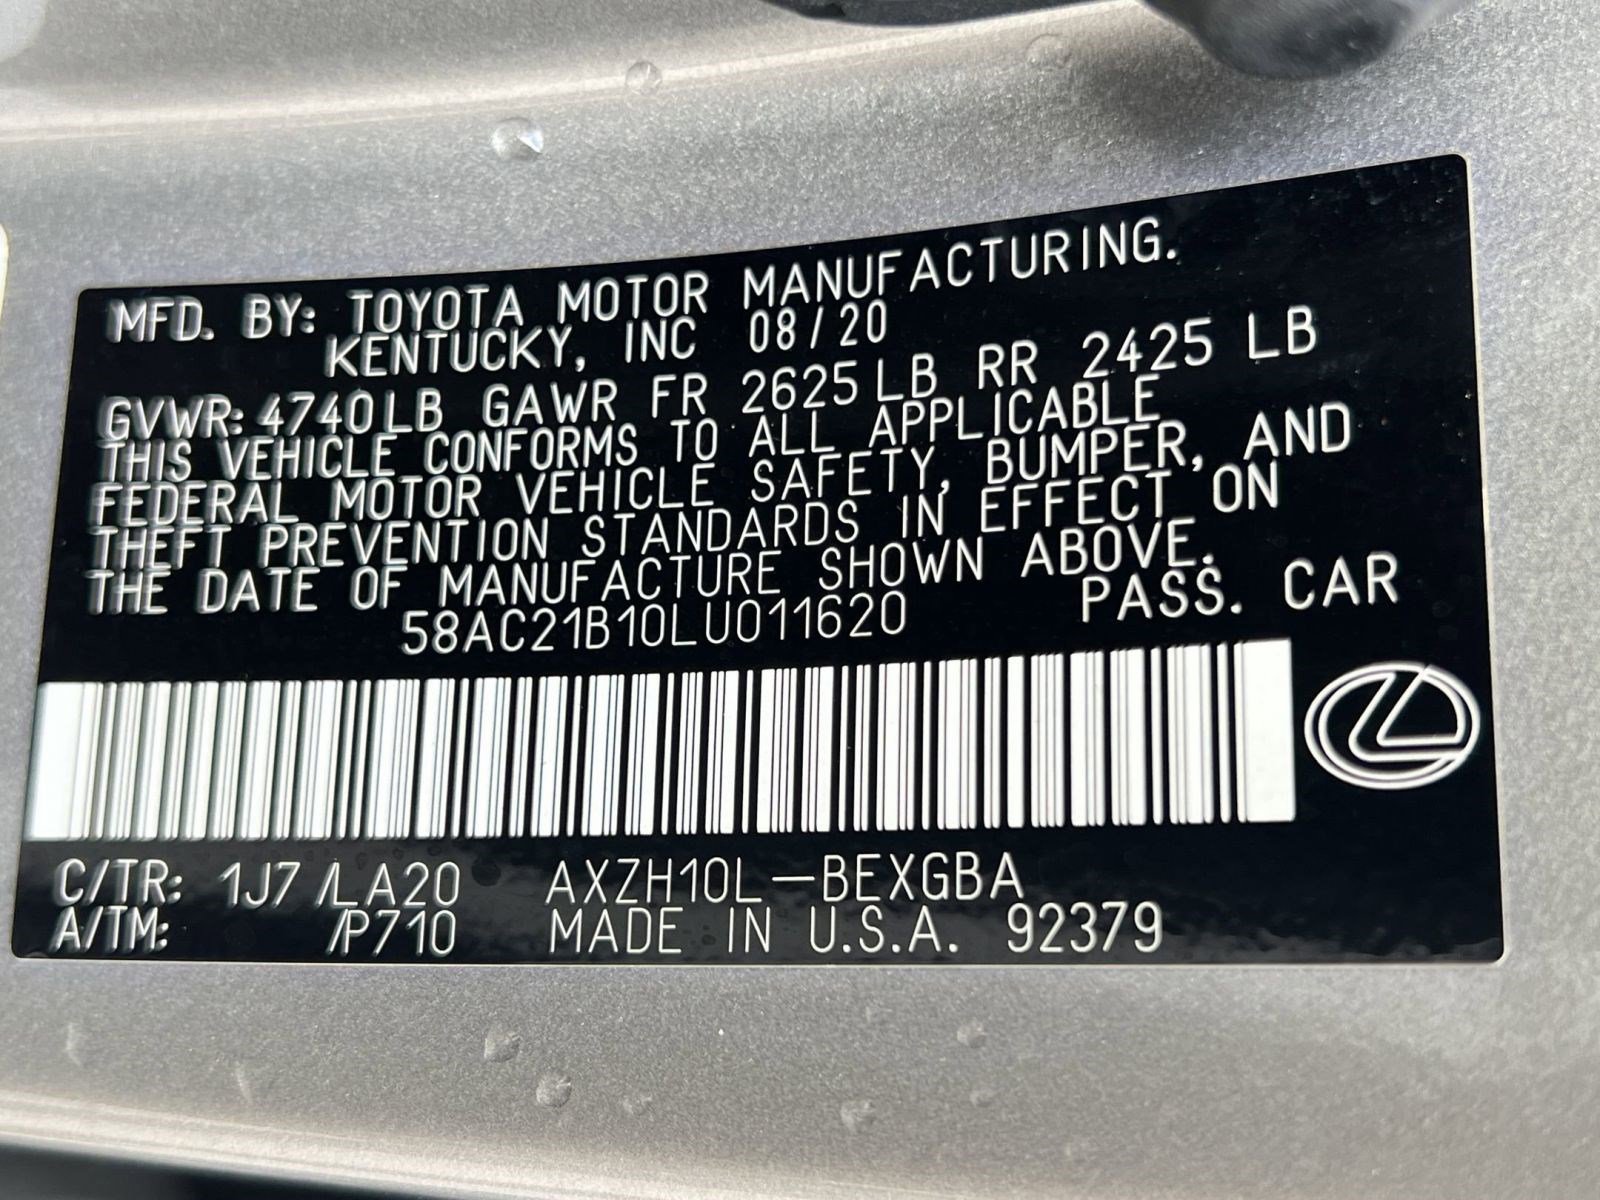 MFD. BY: TOYOTA MOTOR MANUFACTURING.
KENTUCKY, INC 08/20
GVWR: 4740LB GAWR FR 2625LB RR 2425 LB
THIS VEHICLE CONFORMS TO ALL APPLICABLE
FEDERAL MOTOR VEHICLE SAFETY, BUMPER, AND
THEFT PREVENTION STANDARDS IN EFFECT ON
THE DATE OF MANUFACTURE SHOWN ABOVE.
58AC21B10LU011620 PASS. CAR
C/TR: 1J7 /LA20 AXZH10L-BEXGBA
A/TM: /P710 MADE IN U.S.A. 92379